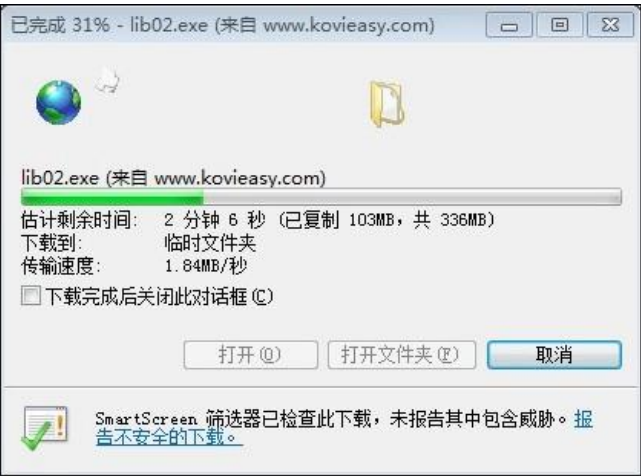 已完成 31% - lib02.exe (来自 www.kovieasy.com)
lib02.exe (来自 www.kovieasy.com)
估计剩余时间: 2 分钟 6 秒 (已复制 103MB，共 336MB)
下载到: 临时文件夹
传输速度: 1.84MB/秒
下载完成后关闭此对话框(C)
打开(O) 打开文件夹(F) 取消
SmartScreen 筛选器已检查此下载，未报告其中包含威胁。报
告不安全的下载。